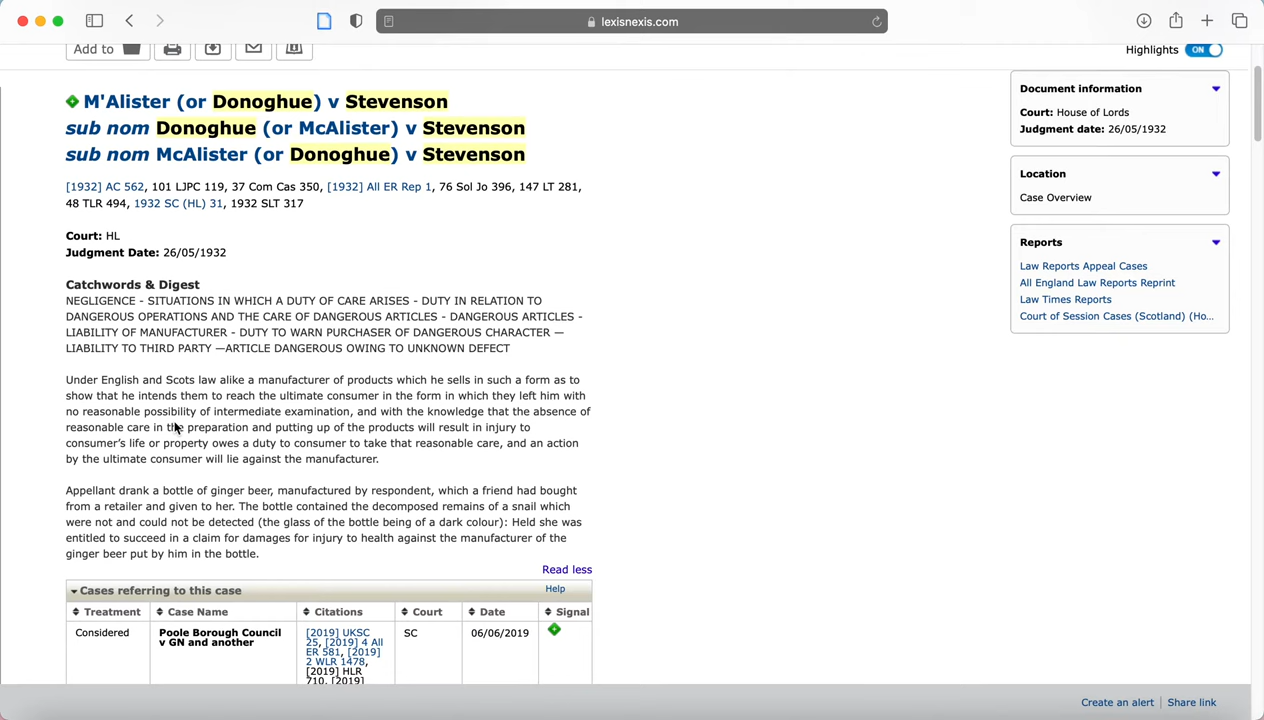 lexisnexis.com
Add to
Highlights ON
M'Alister (or Donoghue) v Stevenson
sub nom Donoghue (or McAlister) v Stevenson
sub nom McAlister (or Donoghue) v Stevenson
[1932] AC 562, 101 LJPC 119, 37 Com Cas 350, [1932] All ER Rep 1, 76 Sol Jo 396, 147 LT 281,
48 TLR 494, 1932 SC (HL) 31, 1932 SLT 317
Court: HL
Judgment Date: 26/05/1932
Catchwords & Digest
NEGLIGENCE - SITUATIONS IN WHICH A DUTY OF CARE ARISES - DUTY IN RELATION TO
DANGEROUS OPERATIONS AND THE CARE OF DANGEROUS ARTICLES - DANGEROUS ARTICLES -
LIABILITY OF MANUFACTURER - DUTY TO WARN PURCHASER OF DANGEROUS CHARACTER —
LIABILITY TO THIRD PARTY —ARTICLE DANGEROUS OWING TO UNKNOWN DEFECT
Under English and Scots law alike a manufacturer of products which he sells in such a form as to
show that he intends them to reach the ultimate consumer in the form in which they left him with
no reasonable possibility of intermediate examination, and with the knowledge that the absence of
reasonable care in the preparation and putting up of the products will result in injury to
consumer's life or property owes a duty to consumer to take that reasonable care, and an action
by the ultimate consumer will lie against the manufacturer.
Appellant drank a bottle of ginger beer, manufactured by respondent, which a friend had bought
from a retailer and given to her. The bottle contained the decomposed remains of a snail which
were not and could not be detected (the glass of the bottle being of a dark colour): Held she was
entitled to succeed in a claim for damages for injury to health against the manufacturer of the
ginger beer put by him in the bottle.
Read less
Cases referring to this case Help
Treatment Case Name Citations Court Date Signal
Considered
Poole Borough Council
v GN and another
[2019] UKSC
25, [2019] 4 All
ER 581, [2019]
2 WLR 1478,
[2019] HLR
710, [2019]
SC
06/06/2019
Document information
Court: House of Lords
Judgment date: 26/05/1932
Location
Case Overview
Reports
Law Reports Appeal Cases
All England Law Reports Reprint
Law Times Reports
Court of Session Cases (Scotland) (Ho...
Create an alert | Share link